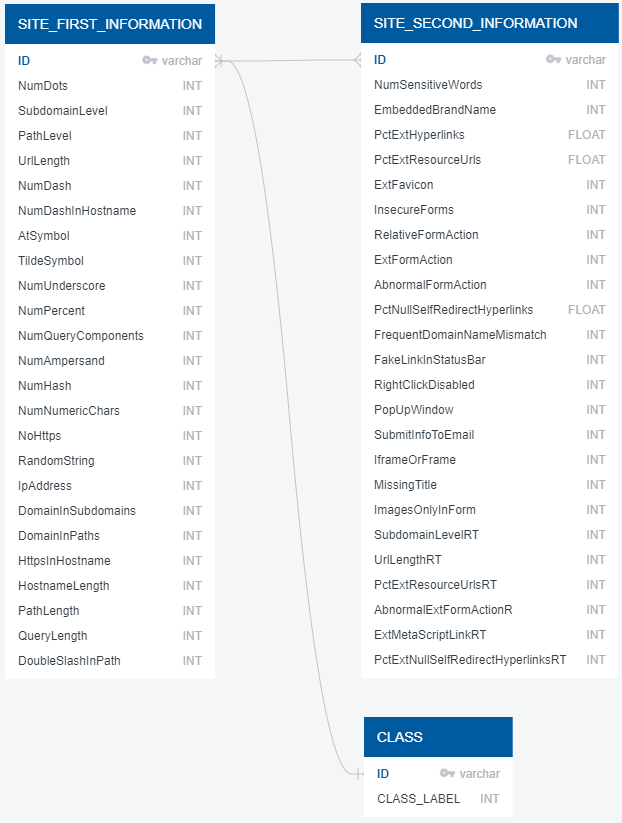 SITE_FIRST_INFORMATION
ID varchar
NumDots INT
SubdomainLevel INT
PathLevel INT
UrlLength INT
NumDash INT
NumDashInHostname INT
AtSymbol INT
TildeSymbol INT
NumUnderscore INT
NumPercent INT
NumQueryComponents INT
NumAmpersand INT
NumHash INT
NumNumericChars INT
NoHttps INT
RandomString INT
IpAddress INT
DomainInSubdomains INT
DomainInPaths INT
HttpsInHostname INT
HostnameLength INT
PathLength INT
QueryLength INT
DoubleSlashInPath INT
SITE_SECOND_INFORMATION
ID varchar
NumSensitiveWords INT
EmbeddedBrandName INT
PctExtHyperlinks FLOAT
PctExtResourceUrls FLOAT
ExtFavicon INT
InsecureForms INT
RelativeFormAction INT
ExtFormAction INT
AbnormalFormAction INT
PctNullSelfRedirectHyperlinks FLOAT
FrequentDomainNameMismatch INT
FakeLinkInStatusBar INT
RightClickDisabled INT
PopUpWindow INT
SubmitInfoToEmail INT
IframeOrFrame INT
MissingTitle INT
ImagesOnlyInForm INT
SubdomainLevelRT INT
UrlLengthRT INT
PctExtResourceUrlsRT INT
AbnormalExtFormActionR INT
ExtMetaScriptLinkRT INT
PctExtNullSelfRedirectHyperlinksRT INT
CLASS
ID varchar
CLASS_LABEL INT